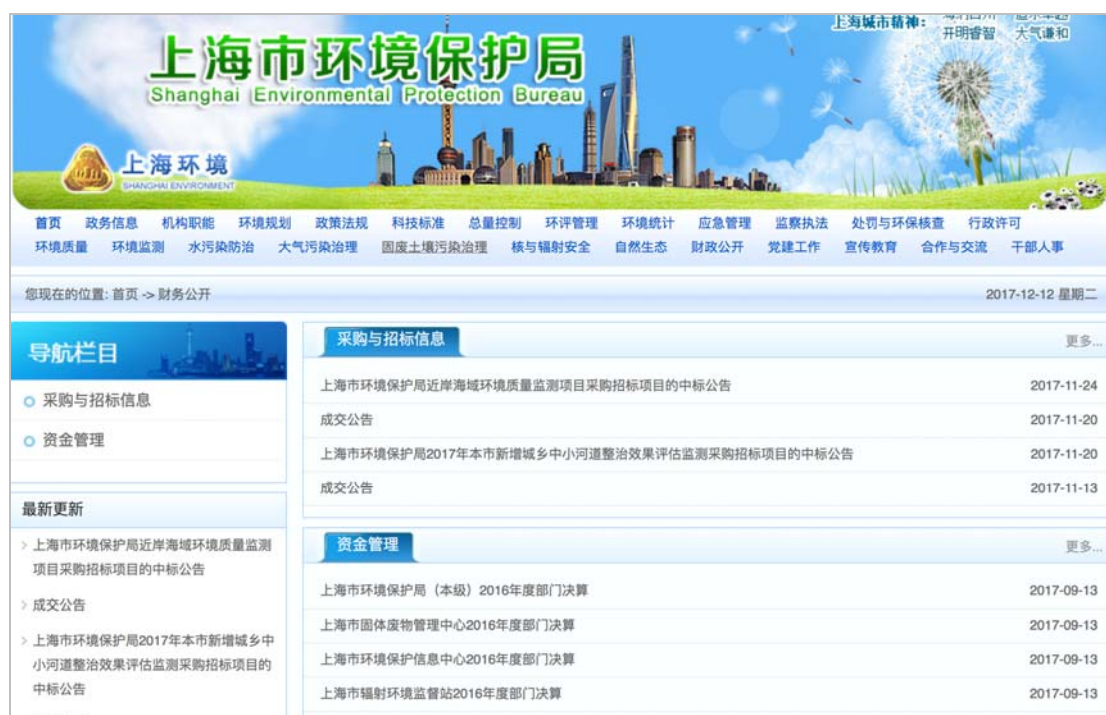 上海城市精神：
开明睿智 大气谦和
上海市环境保护局
Shanghai Environmental Protection Bureau
上海环境
SHANGHAI ENVIRONMENT
首页 政务信息 机构职能 环境规划 政策法规 科技标准 总量控制 环评管理 环境统计 应急管理 监察执法 处罚与环保核查 行政许可
环境质量 环境监测 水污染防治 大气污染治理 固废土壤污染治理 核与辐射安全 自然生态 财政公开 党建工作 宣传教育 合作与交流 干部人事
您现在的位置: 首页 -> 财务公开 2017-12-12 星期二
导航栏目
采购与招标信息
资金管理
最新更新
上海市环境保护局近岸海域环境质量监测
项目采购招标项目的中标公告
成交公告
上海市环境保护局2017年本市新增城乡中
小河道整治效果评估监测采购招标项目的
中标公告
采购与招标信息 更多...
上海市环境保护局近岸海域环境质量监测项目采购招标项目的中标公告 2017-11-24
成交公告 2017-11-20
上海市环境保护局2017年本市新增城乡中小河道整治效果评估监测采购招标项目的中标公告 2017-11-20
成交公告 2017-11-13
资金管理 更多...
上海市环境保护局（本级）2016年度部门决算 2017-09-13
上海市固体废物管理中心2016年度部门决算 2017-09-13
上海市环境保护信息中心2016年度部门决算 2017-09-13
上海市辐射环境监督站2016年度部门决算 2017-09-13